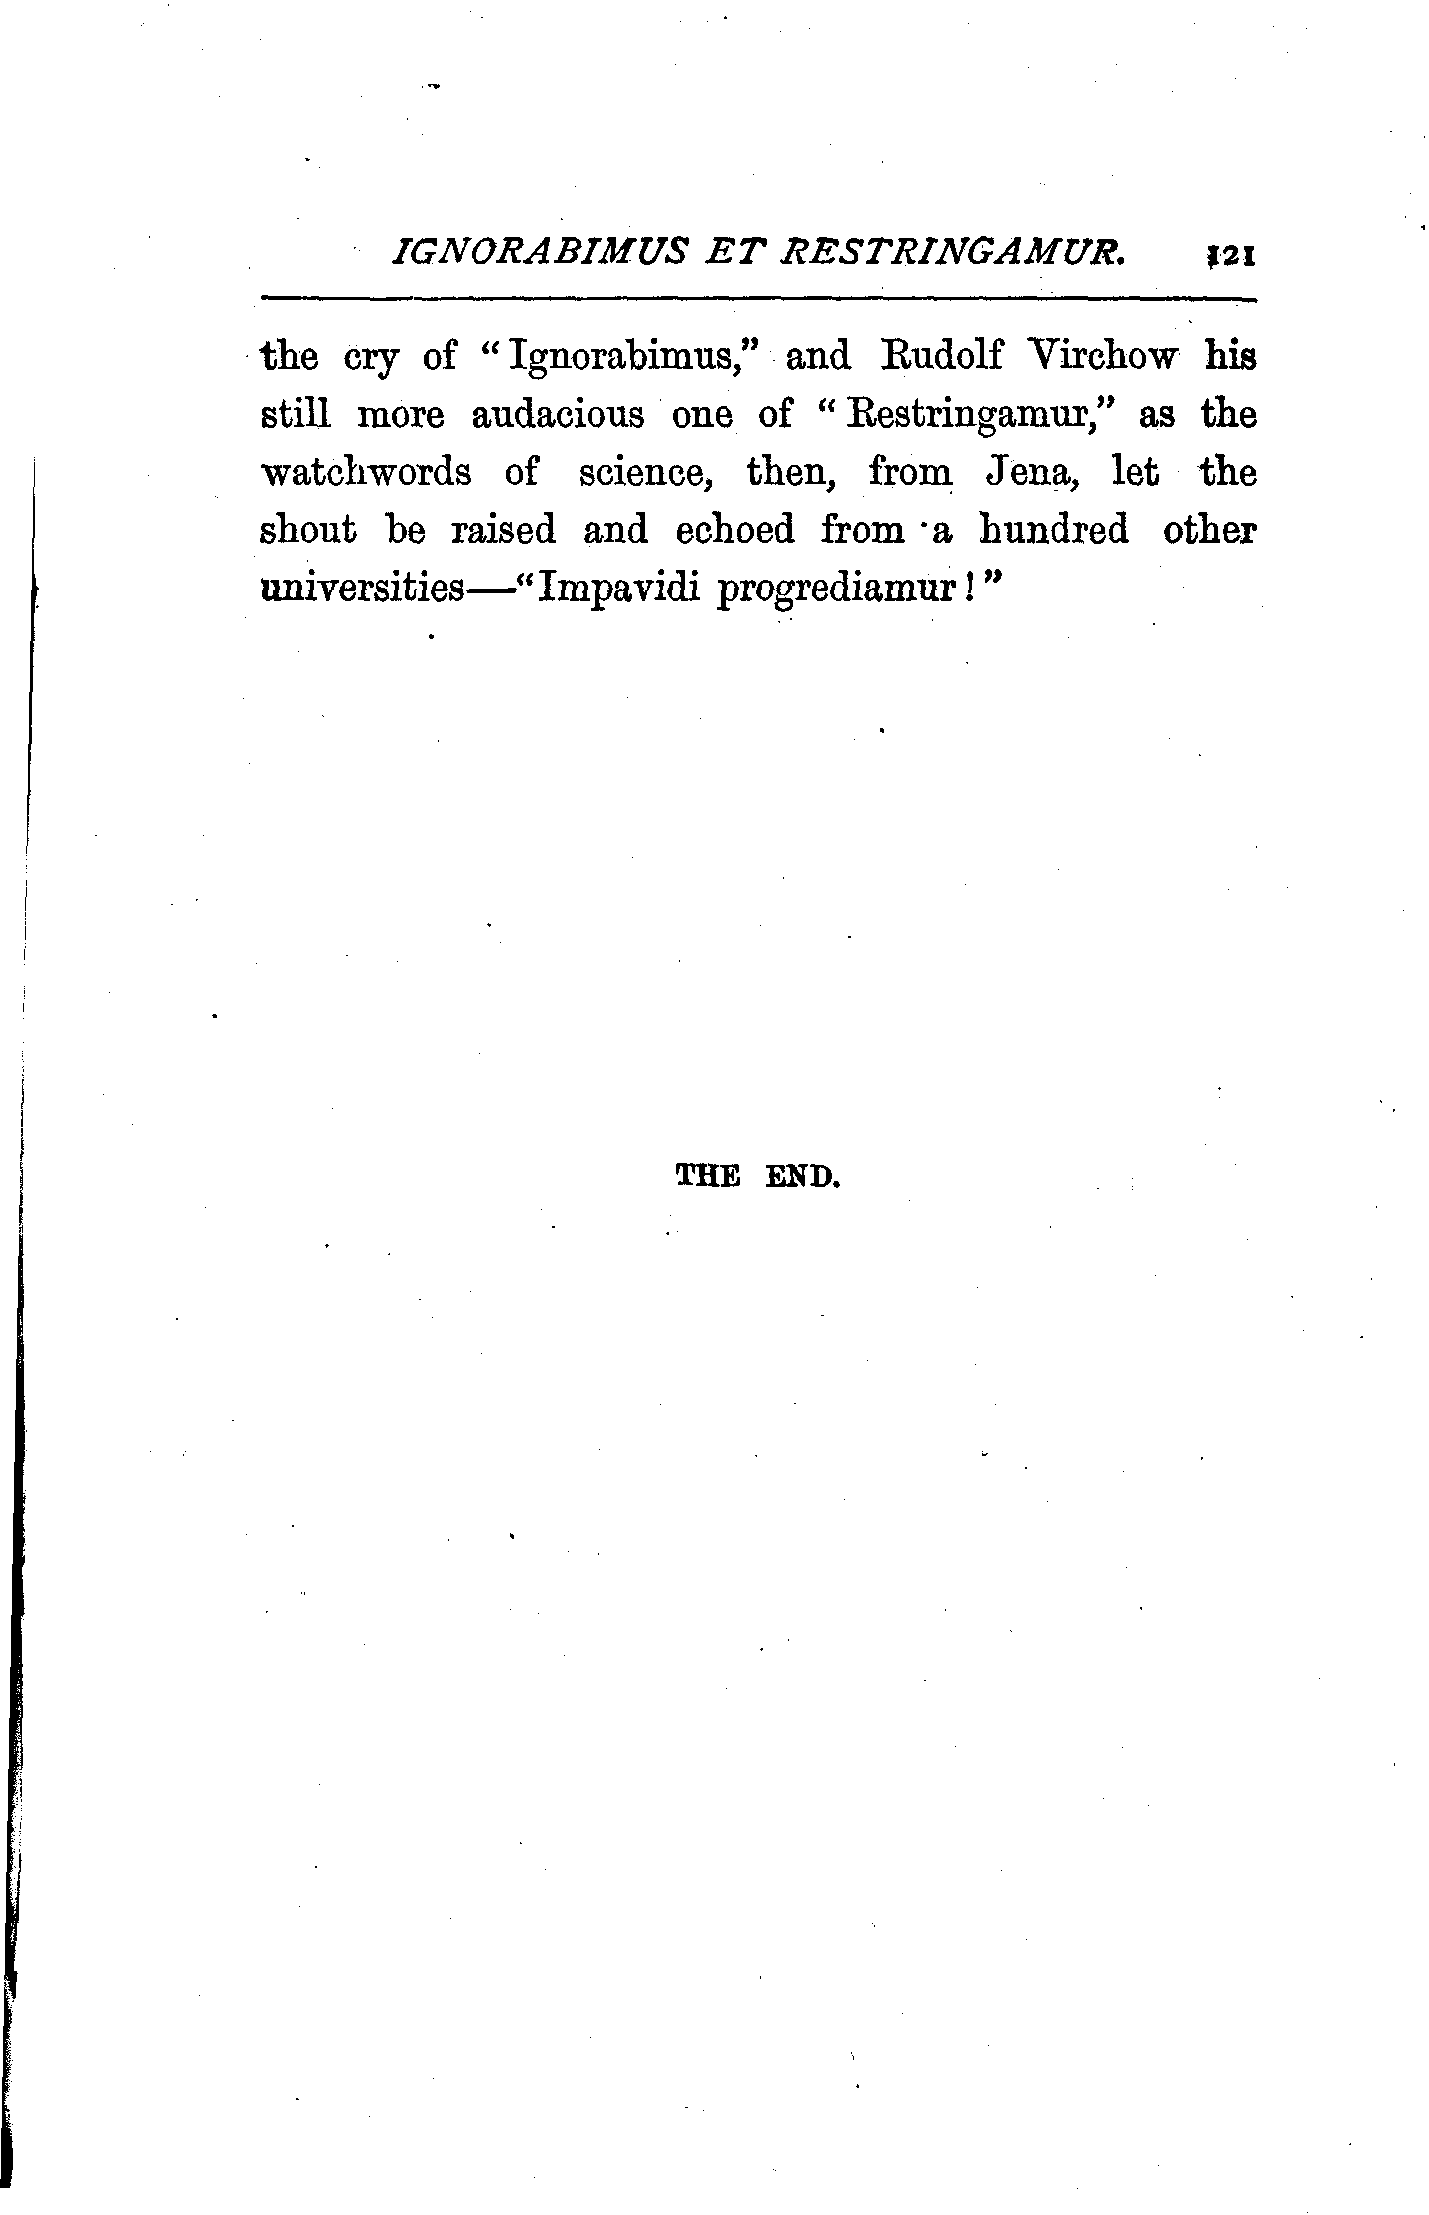 IGNORABIMUS ET RESTRINGAMUR. 121
the cry of "Ignorabimus," and Rudolf Virchow his
still more audacious one of "Restringamur," as the
watchwords of science, then, from Jena, let the
shout be raised and echoed from a hundred other
universities—"Impavidi progrediamur!"
THE END.